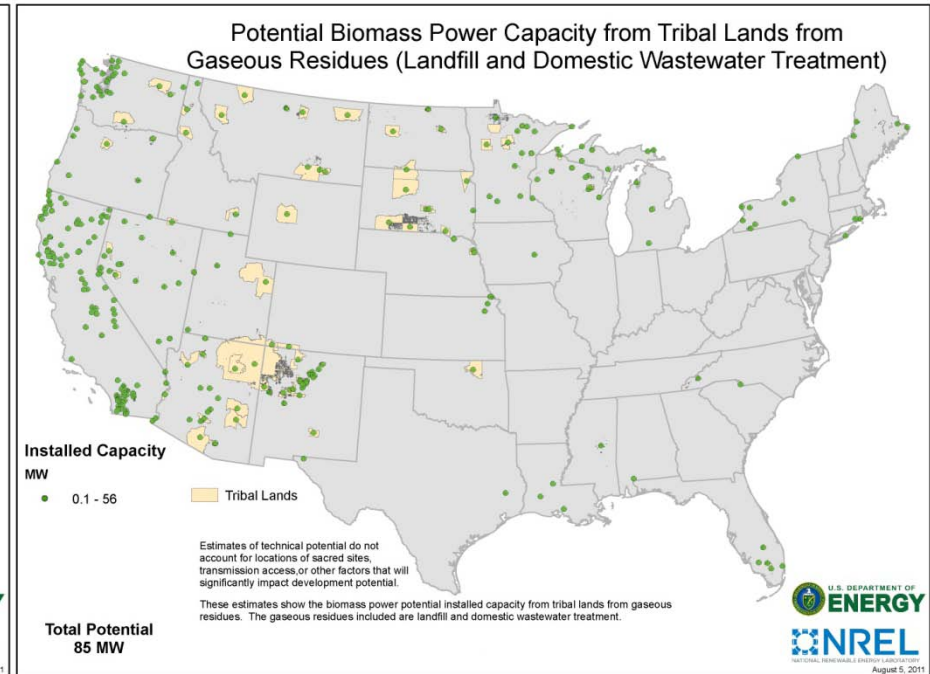 Potential Biomass Power Capacity from Tribal Lands from
Gaseous Residues (Landfill and Domestic Wastewater Treatment)
Installed Capacity
MW
0.1 - 56
Tribal Lands
Estimates of technical potential do not
account for locations of sacred sites,
transmission access,or other factors that will
significantly impact development potential.
These estimates show the biomass power potential installed capacity from tribal lands from gaseous
residues. The gaseous residues included are landfill and domestic wastewater treatment.
Total Potential
85 MW
U.S. DEPARTMENT OF
ENERGY
NREL
NATIONAL RENEWABLE ENERGY LABORATORY
August 5, 2011